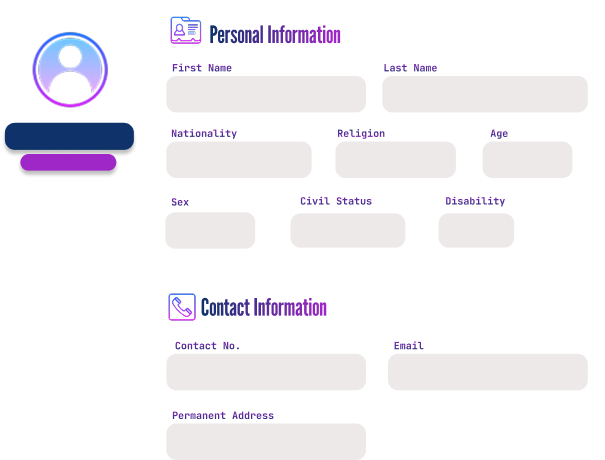 Personal Information
First Name Last Name
Nationality Religion Age
Sex Civil Status Disability
Contact Information
Contact No. Email
Permanent Address